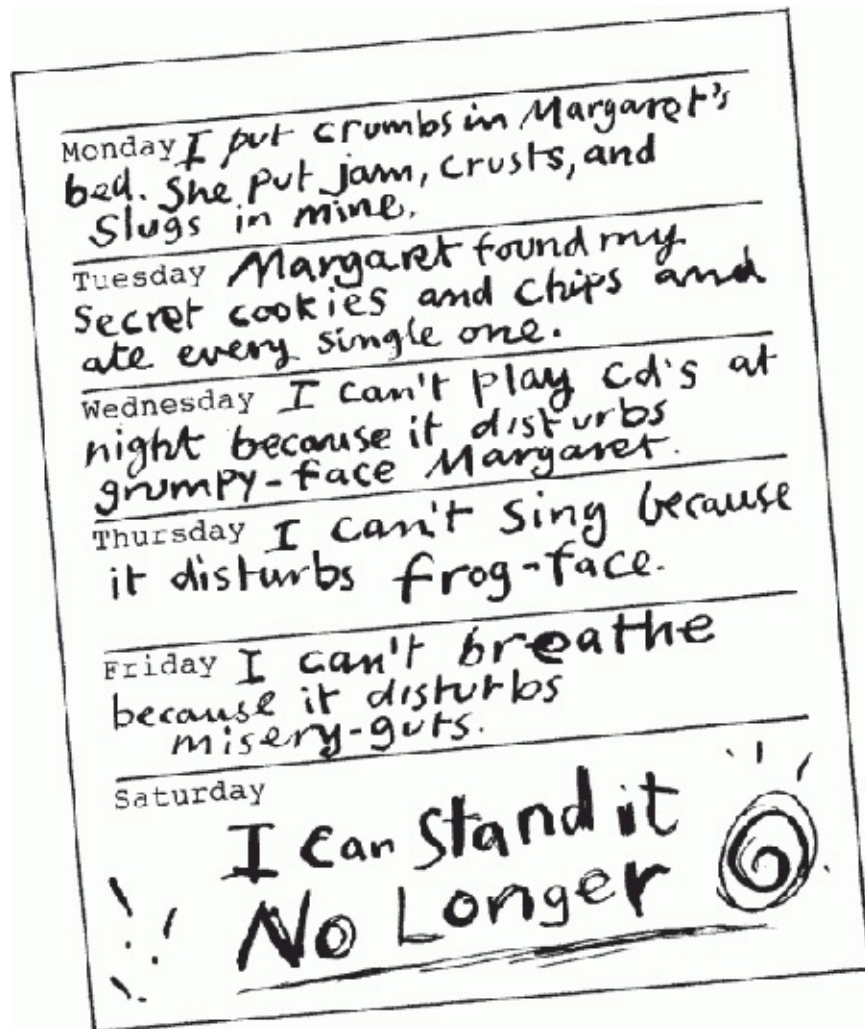 Monday I put crumbs in Margaret's
bed. She put jam, crusts, and
slugs in mine.
Tuesday Margaret found my
secret cookies and chips and
ate every single one.
Wednesday I can't play cd's at
night because it disturbs
grumpy-face Margaret.
Thursday I can't sing because
it disturbs frog-face.
Friday I can't breathe
because it disturbs
misery-guts.
Saturday
I can stand it
No Longer